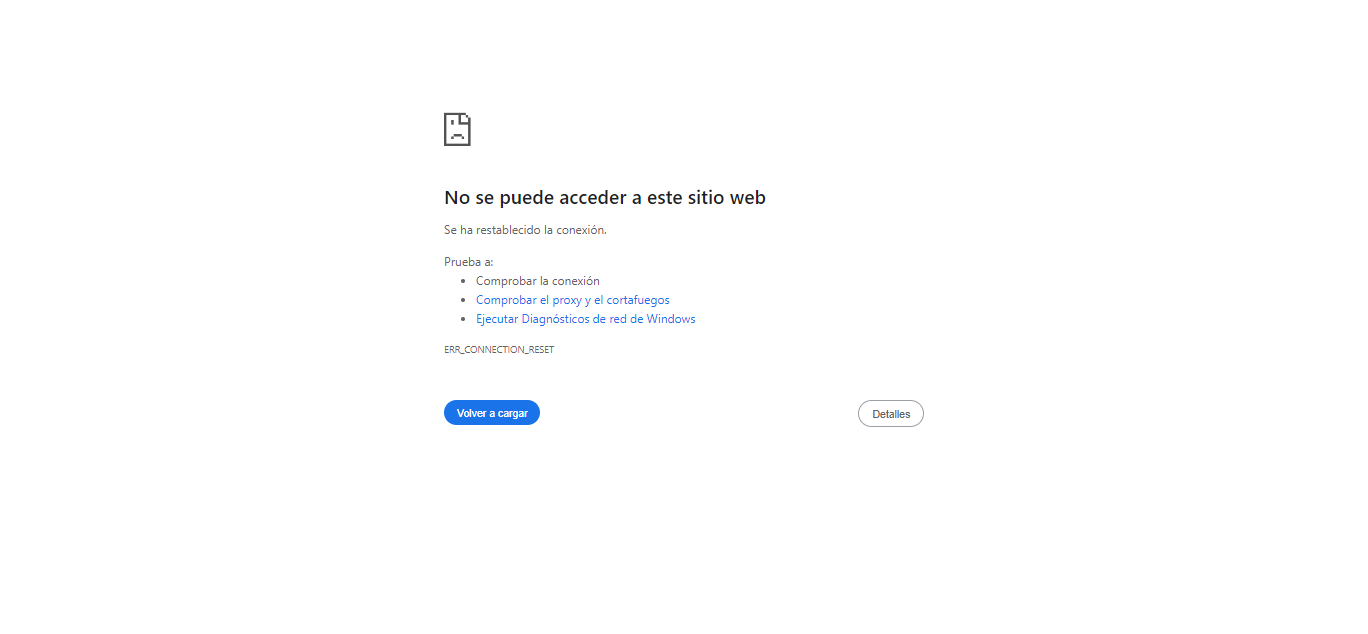 No se puede acceder a este sitio web
Se ha restablecido la conexión.
Prueba a:
Comprobar la conexión
Comprobar el proxy y el cortafuegos
Ejecutar Diagnósticos de red de Windows
ERR_CONNECTION_RESET
Volver a cargar
Detalles